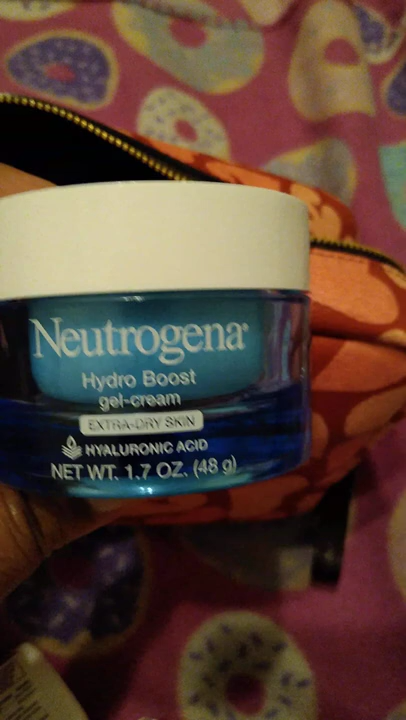 Neutrogena®
Hydro Boost
gel-cream
EXTRA-DRY SKIN
HYALURONIC ACID
NET WT. 1.7 OZ. (48 g)